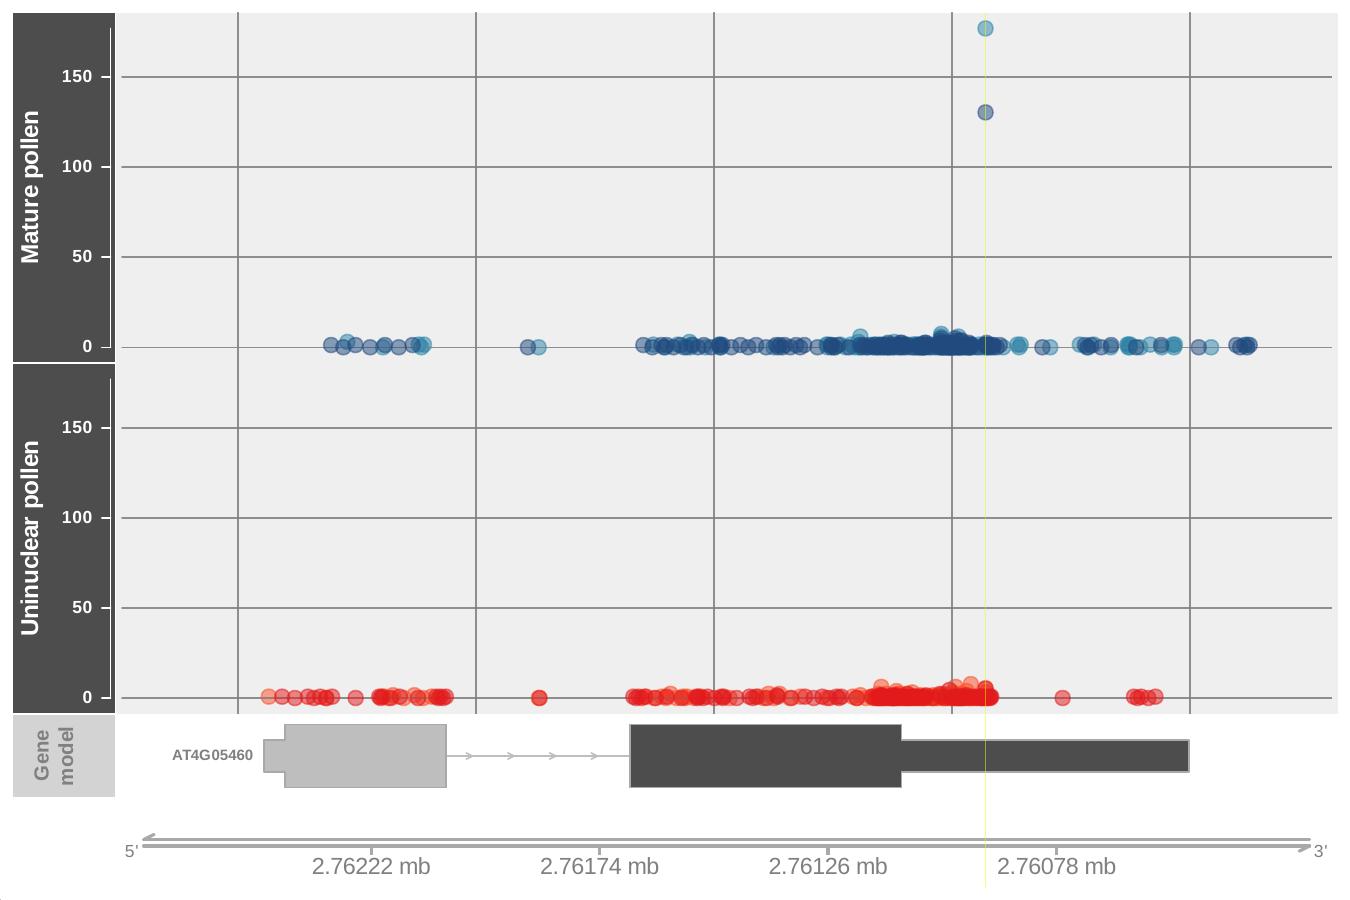 Mature pollen
150
100
50
0
Uninuclear pollen
150
100
50
0
Gene
model
AT4G05460
5'
3'
2.76222 mb
2.76174 mb
2.76126 mb
2.76078 mb